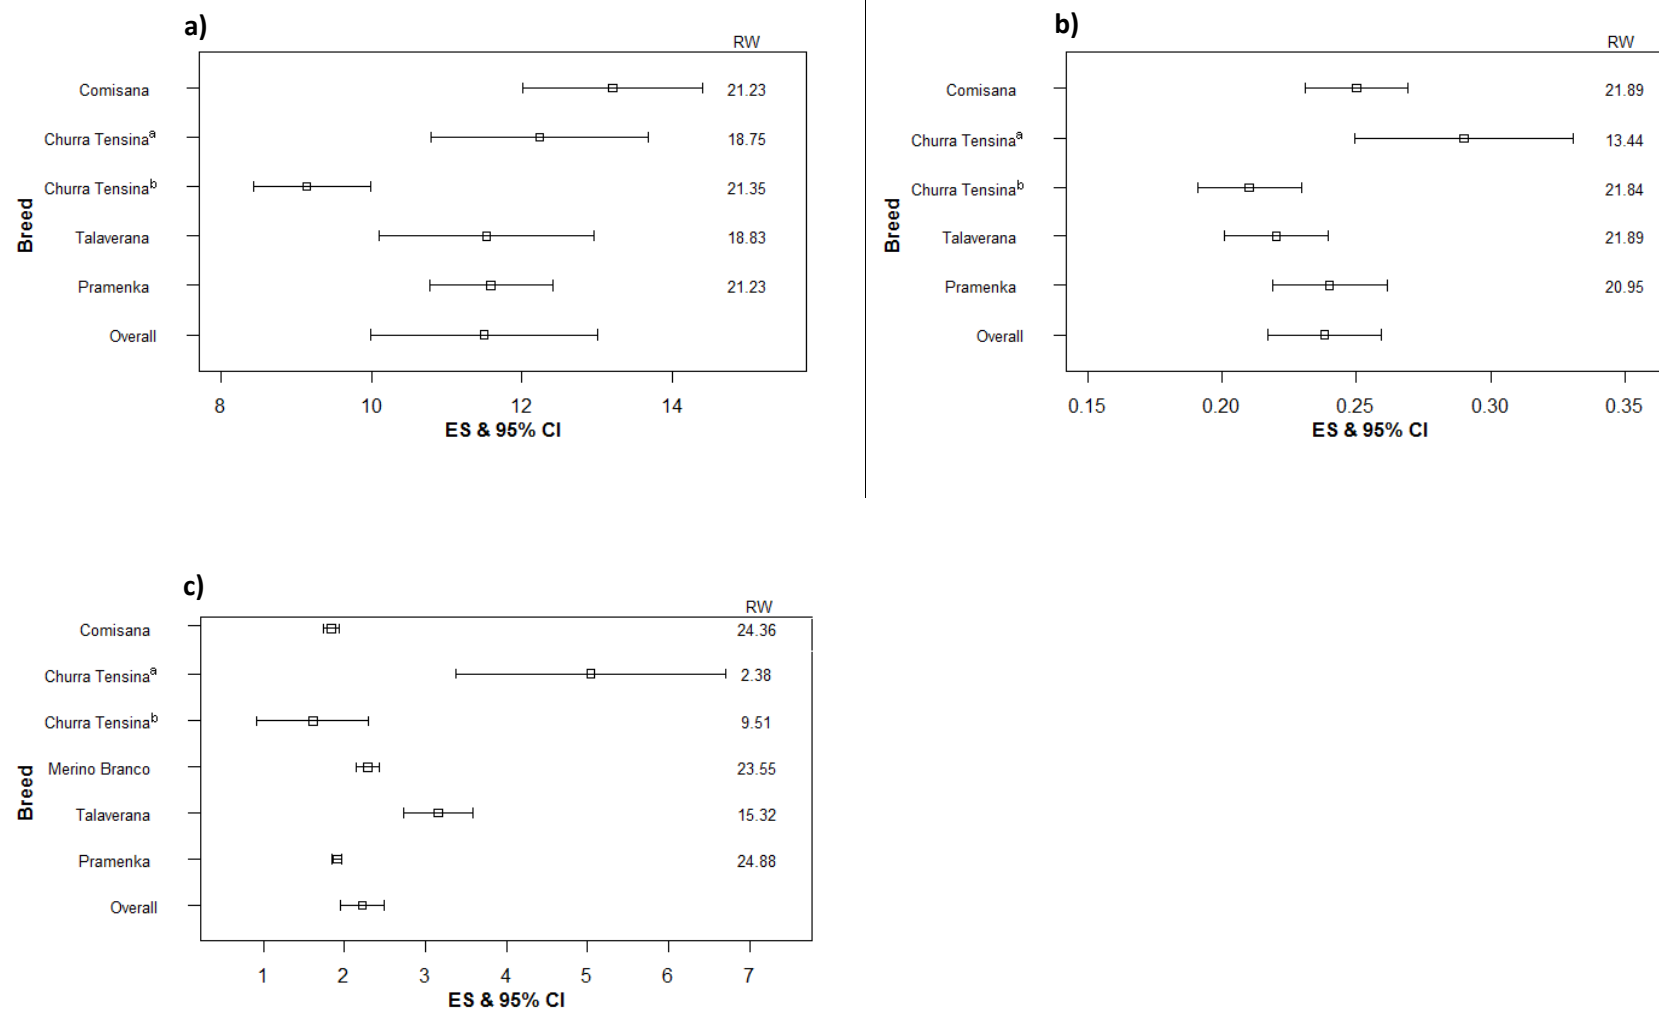 a)
RW
Comisana 21.23
Churra Tensinaᵃ 18.75
Churra Tensinaᵇ 21.35
Talaverana 18.83
Pramenka 21.23
Overall
Breed
8 10 12 14
ES & 95% CI
b)
RW
Comisana 21.89
Churra Tensinaᵃ 13.44
Churra Tensinaᵇ 21.84
Talaverana 21.89
Pramenka 20.95
Overall
Breed
0.15 0.20 0.25 0.30 0.35
ES & 95% CI
c)
RW
Comisana 24.36
Churra Tensinaᵃ 2.38
Churra Tensinaᵇ 9.51
Merino Branco 23.55
Talaverana 15.32
Pramenka 24.88
Overall
Breed
1 2 3 4 5 6 7
ES & 95% CI